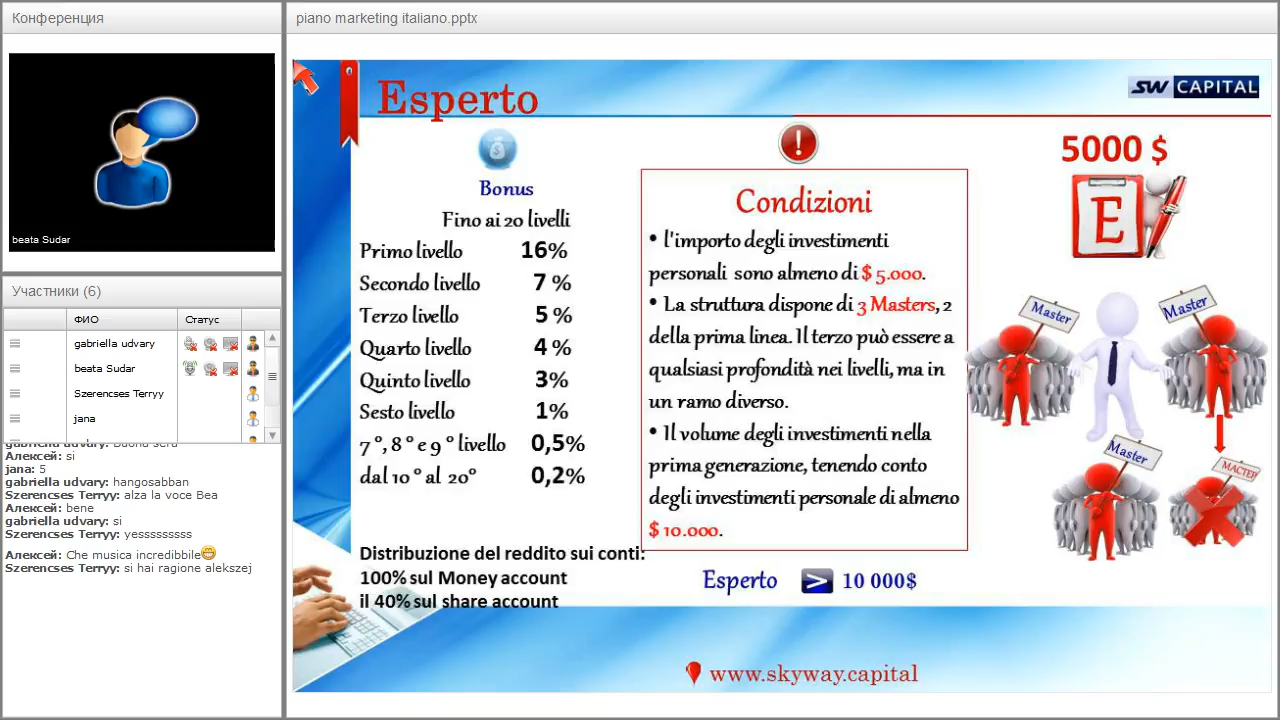 Конференция
beata Sudar
Участники (6)
ФИО
Статус
gabriella udvary
beata Sudar
Szerencses Terryy
jana
Алексей: si
jana: 5
gabriella udvary: hangosabban
Szerencses Terryy: alza la voce Bea
Алексей: bene
gabriella udvary: si
Szerencses Terryy: yesssssssss
Алексей: Che musica incredibbile
Szerencses Terryy: si hai ragione alekszej
piano marketing italiano.pptx
Esperto
SW CAPITAL
Bonus
Fino ai 20 livelli
Primo livello 16%
Secondo livello 7 %
Terzo livello 5 %
Quarto livello 4 %
Quinto livello 3%
Sesto livello 1%
7 °, 8 ° e 9 ° livello 0,5%
dal 10 ° al 20° 0,2%
Distribuzione del reddito sui conti:
100% sul Money account
il 40% sul share account
!
Condizioni
• l'importo degli investimenti
personali sono almeno di $ 5.000.
• La struttura dispone di 3 Masters, 2
della prima linea. Il terzo può essere a
qualsiasi profondità nei livelli, ma in
un ramo diverso.
• Il volume degli investimenti nella
prima generazione, tenendo conto
degli investimenti personale di almeno
$ 10.000.
Esperto > 10 000$
5000 $
E
Master
Master
Master
МАСТЕР
www.skyway.capital